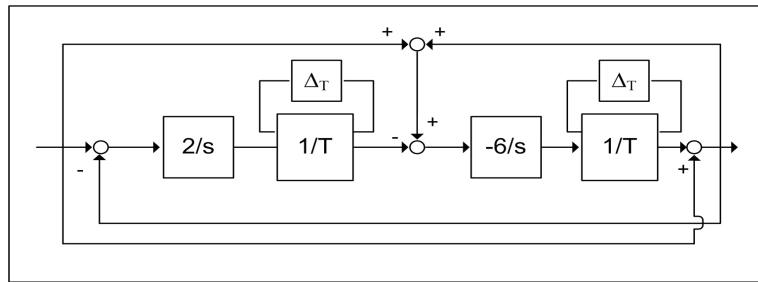 + +
Δ_T Δ_T
+
- -
2/s 1/T -6/s 1/T
- +